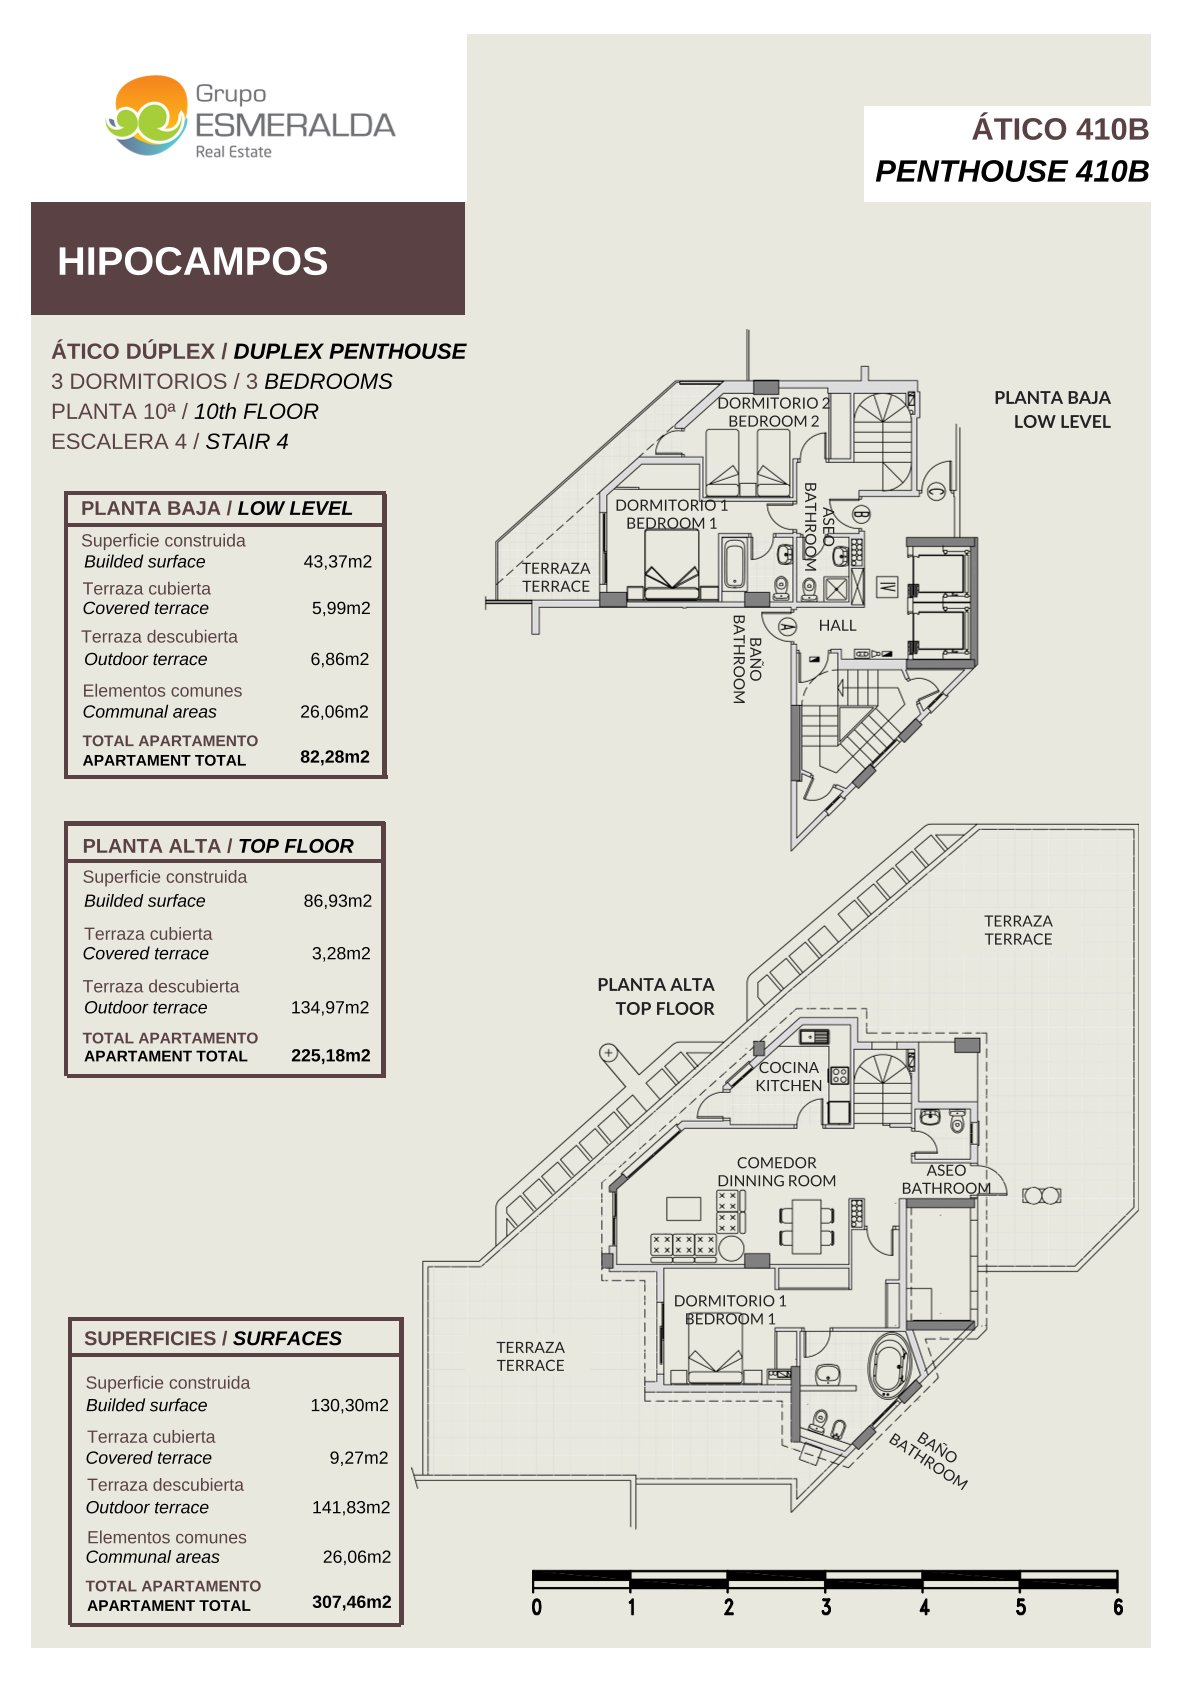 Grupo
ESMERALDA
Real Estate
ÁTICO 410B
PENTHOUSE 410B
HIPOCAMPOS
ÁTICO DÚPLEX / DUPLEX PENTHOUSE
3 DORMITORIOS / 3 BEDROOMS
PLANTA 10ª / 10th FLOOR
ESCALERA 4 / STAIR 4
PLANTA BAJA / LOW LEVEL
Superficie construida
Builded surface 43,37m2
Terraza cubierta
Covered terrace 5,99m2
Terraza descubierta
Outdoor terrace 6,86m2
Elementos comunes
Communal areas 26,06m2
TOTAL APARTAMENTO
APARTAMENT TOTAL 82,28m2
PLANTA ALTA / TOP FLOOR
Superficie construida
Builded surface 86,93m2
Terraza cubierta
Covered terrace 3,28m2
Terraza descubierta
Outdoor terrace 134,97m2
TOTAL APARTAMENTO
APARTAMENT TOTAL 225,18m2
SUPERFICIES / SURFACES
Superficie construida
Builded surface 130,30m2
Terraza cubierta
Covered terrace 9,27m2
Terraza descubierta
Outdoor terrace 141,83m2
Elementos comunes
Communal areas 26,06m2
TOTAL APARTAMENTO
APARTAMENT TOTAL 307,46m2
PLANTA BAJA
LOW LEVEL
DORMITORIO 2
BEDROOM 2
DORMITORIO 1
BEDROOM 1
ASEO
BATHROOM
TERRAZA
TERRACE
HALL
BAÑO
BATHROOM
A
B
C
IV
PLANTA ALTA
TOP FLOOR
TERRAZA
TERRACE
COCINA
KITCHEN
COMEDOR
DINNING ROOM
ASEO
BATHROOM
DORMITORIO 1
BEDROOM 1
TERRAZA
TERRACE
BAÑO
BATHROOM
0 1 2 3 4 5 6